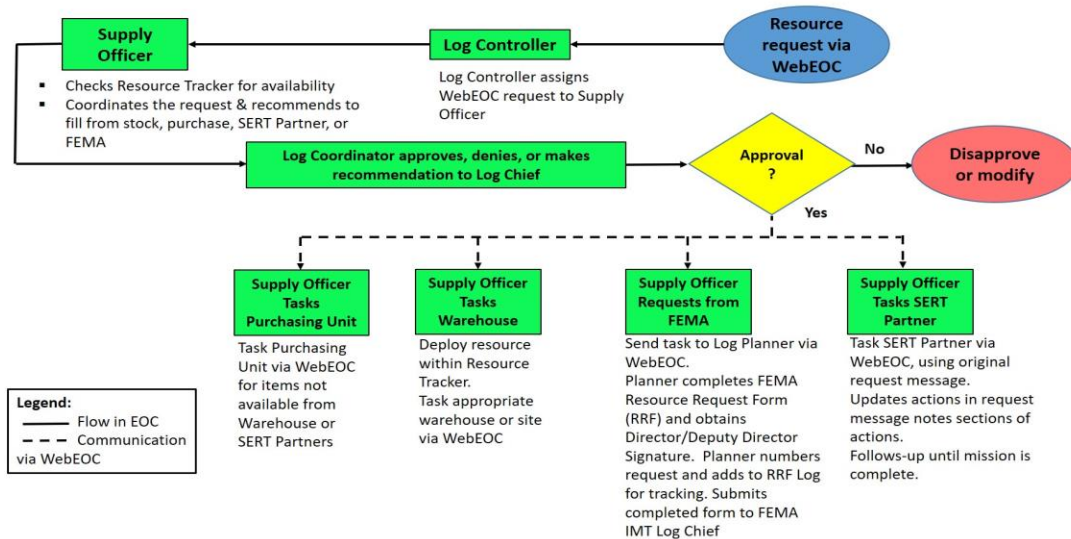 Supply
Officer
Log Controller
Resource
request via
WebEOC
▪ Checks Resource Tracker for availability
▪ Coordinates the request & recommends to
fill from stock, purchase, SERT Partner, or
FEMA
Log Controller assigns
WebEOC request to Supply
Officer
Log Coordinator approves, denies, or makes
recommendation to Log Chief
Approval
?
No
Disapprove
or modify
Yes
Supply Officer
Tasks
Purchasing Unit
Task Purchasing
Unit via WebEOC
for items not
available from
Warehouse or
SERT Partners
Supply Officer
Tasks
Warehouse
Deploy resource
within Resource
Tracker.
Task appropriate
warehouse or site
via WebEOC
Supply Officer
Requests from
FEMA
Send task to Log Planner via
WebEOC.
Planner completes FEMA
Resource Request Form
(RRF) and obtains
Director/Deputy Director
Signature. Planner numbers
request and adds to RRF Log
for tracking. Submits
completed form to FEMA
IMT Log Chief
Supply Officer
Tasks SERT
Partner
Task SERT Partner via
WebEOC, using original
request message.
Updates actions in request
message notes sections of
actions.
Follows-up until mission is
complete.
Legend:
Flow in EOC
Communication
via WebEOC